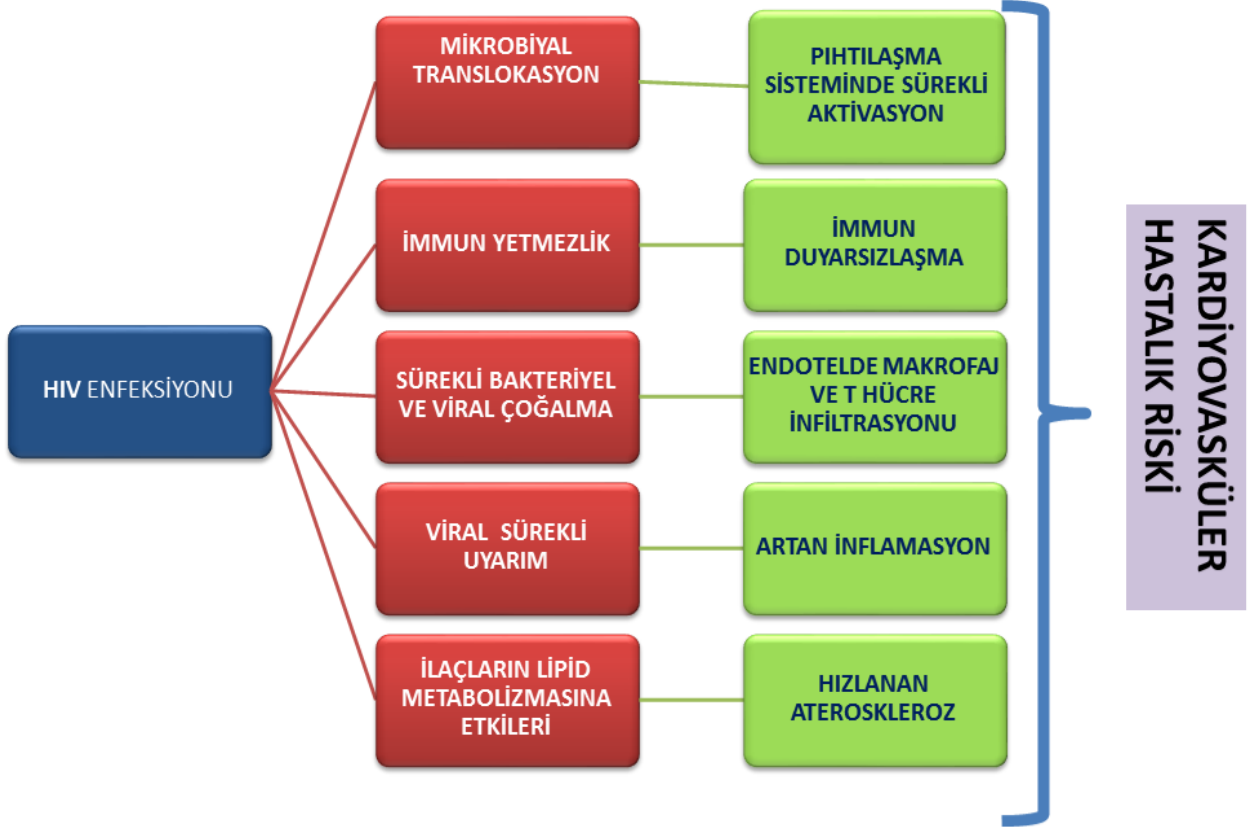 HIV ENFEKSİYONU
MİKROBİYAL
TRANSLOKASYON
PIHTILAŞMA
SİSTEMİNDE SÜREKLİ
AKTİVASYON
İMMUN YETMEZLİK
İMMUN
DUYARSIZLAŞMA
SÜREKLİ BAKTERİYEL
VE VİRAL ÇOĞALMA
ENDOTELDE MAKROFAJ
VE T HÜCRE
İNFİLTRASYONU
VİRAL SÜREKLİ
UYARIM
ARTAN İNFLAMASYON
İLAÇLARIN LİPİD
METABOLİZMASINA
ETKİLERİ
HIZLANAN
ATEROSKLEROZ
KARDİYOVASKÜLER
HASTALIK RİSKİ